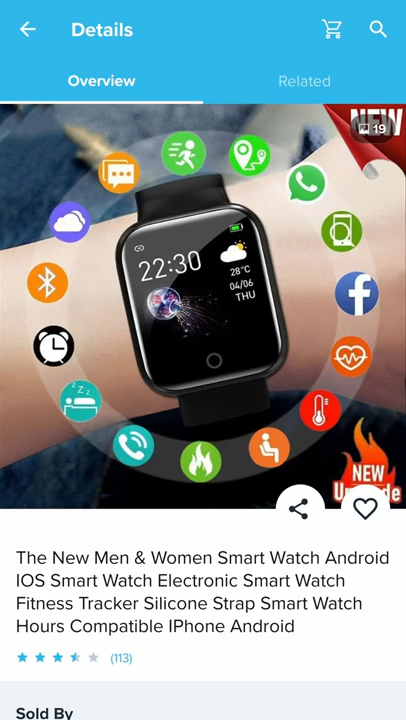 Details
Overview
Related
NEW
19
22:30
28°C
04/06
THU
z z z
NEW
The New Men & Women Smart Watch Android
IOS Smart Watch Electronic Smart Watch
Fitness Tracker Silicone Strap Smart Watch
Hours Compatible IPhone Android
(113)
Sold By